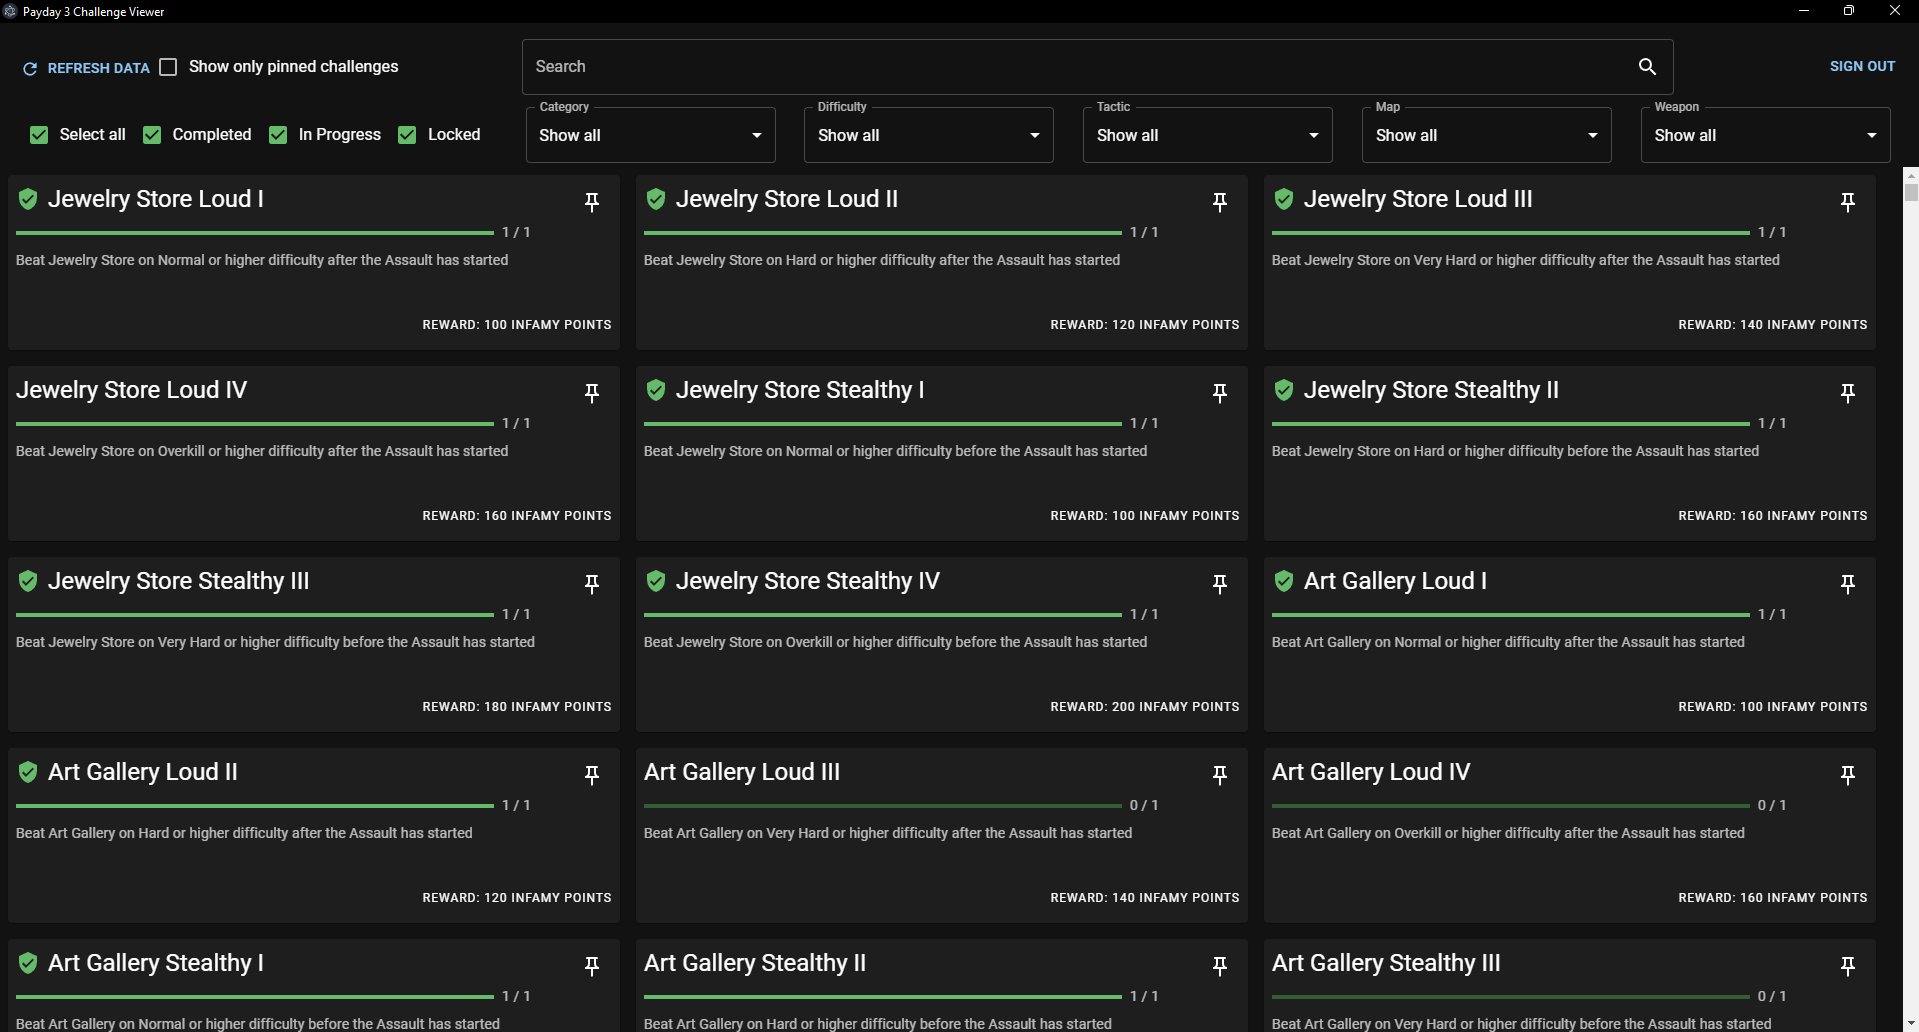 Payday 3 Challenge Viewer
REFRESH DATA
Show only pinned challenges
Search
SIGN OUT
Select all
Completed
In Progress
Locked
Category
Show all
Difficulty
Show all
Tactic
Show all
Map
Show all
Weapon
Show all
Jewelry Store Loud I
1 / 1
Beat Jewelry Store on Normal or higher difficulty after the Assault has started
REWARD: 100 INFAMY POINTS
Jewelry Store Loud II
1 / 1
Beat Jewelry Store on Hard or higher difficulty after the Assault has started
REWARD: 120 INFAMY POINTS
Jewelry Store Loud III
1 / 1
Beat Jewelry Store on Very Hard or higher difficulty after the Assault has started
REWARD: 140 INFAMY POINTS
Jewelry Store Loud IV
1 / 1
Beat Jewelry Store on Overkill or higher difficulty after the Assault has started
REWARD: 160 INFAMY POINTS
Jewelry Store Stealthy I
1 / 1
Beat Jewelry Store on Normal or higher difficulty before the Assault has started
REWARD: 100 INFAMY POINTS
Jewelry Store Stealthy II
1 / 1
Beat Jewelry Store on Hard or higher difficulty before the Assault has started
REWARD: 160 INFAMY POINTS
Jewelry Store Stealthy III
1 / 1
Beat Jewelry Store on Very Hard or higher difficulty before the Assault has started
REWARD: 180 INFAMY POINTS
Jewelry Store Stealthy IV
1 / 1
Beat Jewelry Store on Overkill or higher difficulty before the Assault has started
REWARD: 200 INFAMY POINTS
Art Gallery Loud I
1 / 1
Beat Art Gallery on Normal or higher difficulty after the Assault has started
REWARD: 100 INFAMY POINTS
Art Gallery Loud II
1 / 1
Beat Art Gallery on Hard or higher difficulty after the Assault has started
REWARD: 120 INFAMY POINTS
Art Gallery Loud III
0 / 1
Beat Art Gallery on Very Hard or higher difficulty after the Assault has started
REWARD: 140 INFAMY POINTS
Art Gallery Loud IV
0 / 1
Beat Art Gallery on Overkill or higher difficulty after the Assault has started
REWARD: 160 INFAMY POINTS
Art Gallery Stealthy I
1 / 1
Beat Art Gallery on Normal or higher difficulty before the Assault has started
Art Gallery Stealthy II
1 / 1
Beat Art Gallery on Hard or higher difficulty before the Assault has started
Art Gallery Stealthy III
0 / 1
Beat Art Gallery on Very Hard or higher difficulty before the Assault has started